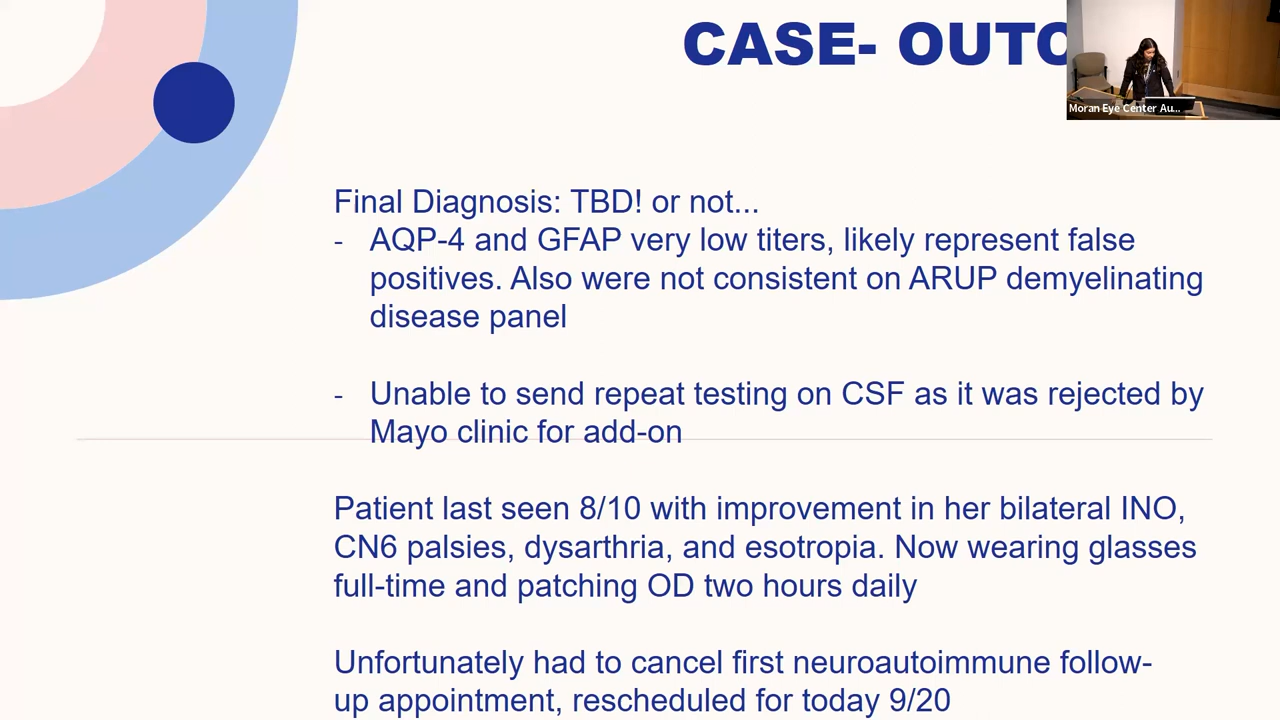 CASE- OUTC
Moran Eye Center Au...
Final Diagnosis: TBD! or not...
- AQP-4 and GFAP very low titers, likely represent false
positives. Also were not consistent on ARUP demyelinating
disease panel
- Unable to send repeat testing on CSF as it was rejected by
Mayo clinic for add-on
Patient last seen 8/10 with improvement in her bilateral INO,
CN6 palsies, dysarthria, and esotropia. Now wearing glasses
full-time and patching OD two hours daily
Unfortunately had to cancel first neuroautoimmune follow-
up appointment, rescheduled for today 9/20